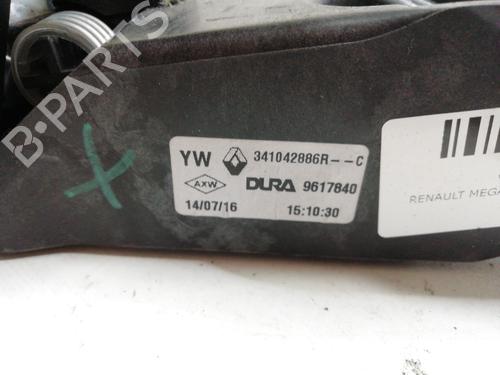 YW 341042886R--C
AXW DURA 9617840
14/07/16 15:10:30
RENAULT MEGA
B-Parts